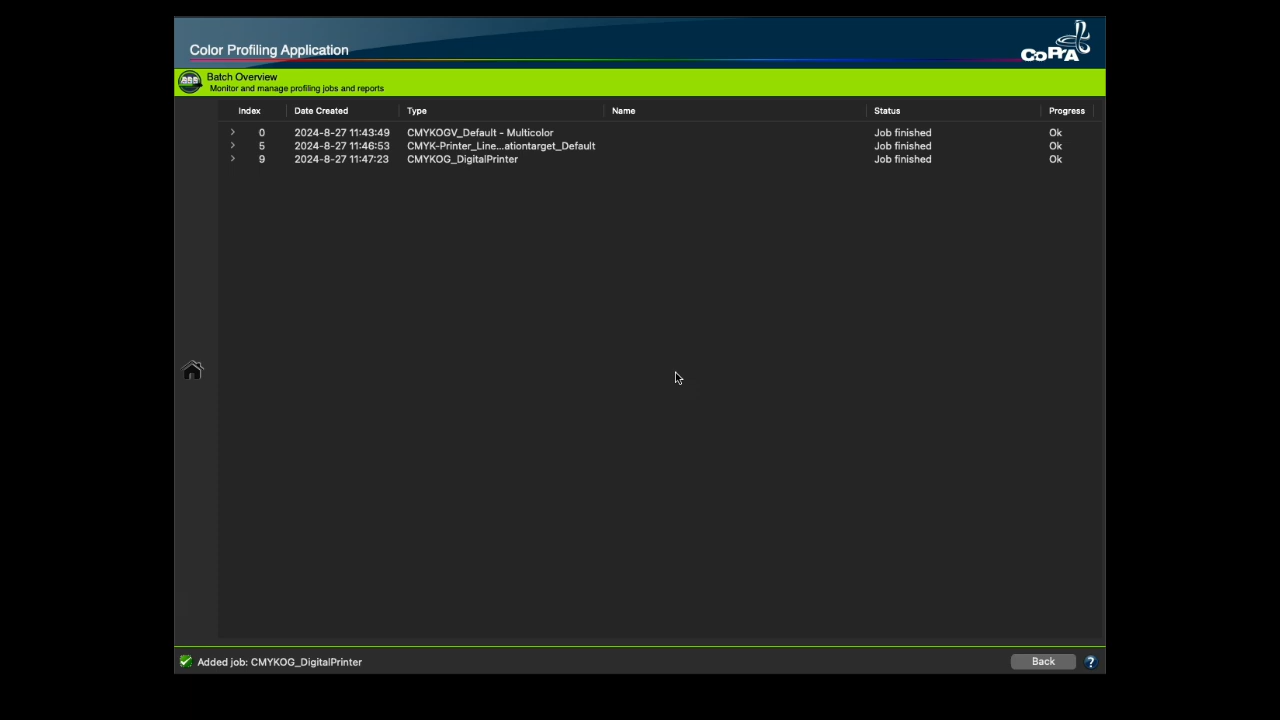 Color Profiling Application
CoPrA
Batch Overview
Monitor and manage profiling jobs and reports
Index Date Created Type Name Status Progress
0 2024-8-27 11:43:49 CMYKOGV_Default - Multicolor Job finished Ok
5 2024-8-27 11:46:53 CMYK-Printer_Line...ationtarget_Default Job finished Ok
9 2024-8-27 11:47:23 CMYKOG_DigitalPrinter Job finished Ok
Added job: CMYKOG_DigitalPrinter
Back ?